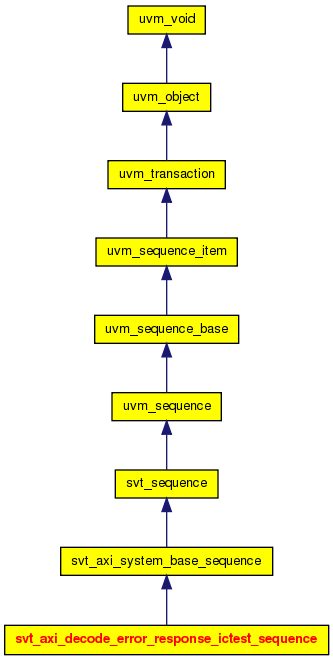 uvm_void
uvm_object
uvm_transaction
uvm_sequence_item
uvm_sequence_base
uvm_sequence
svt_sequence
svt_axi_system_base_sequence
svt_axi_decode_error_response_ictest_sequence